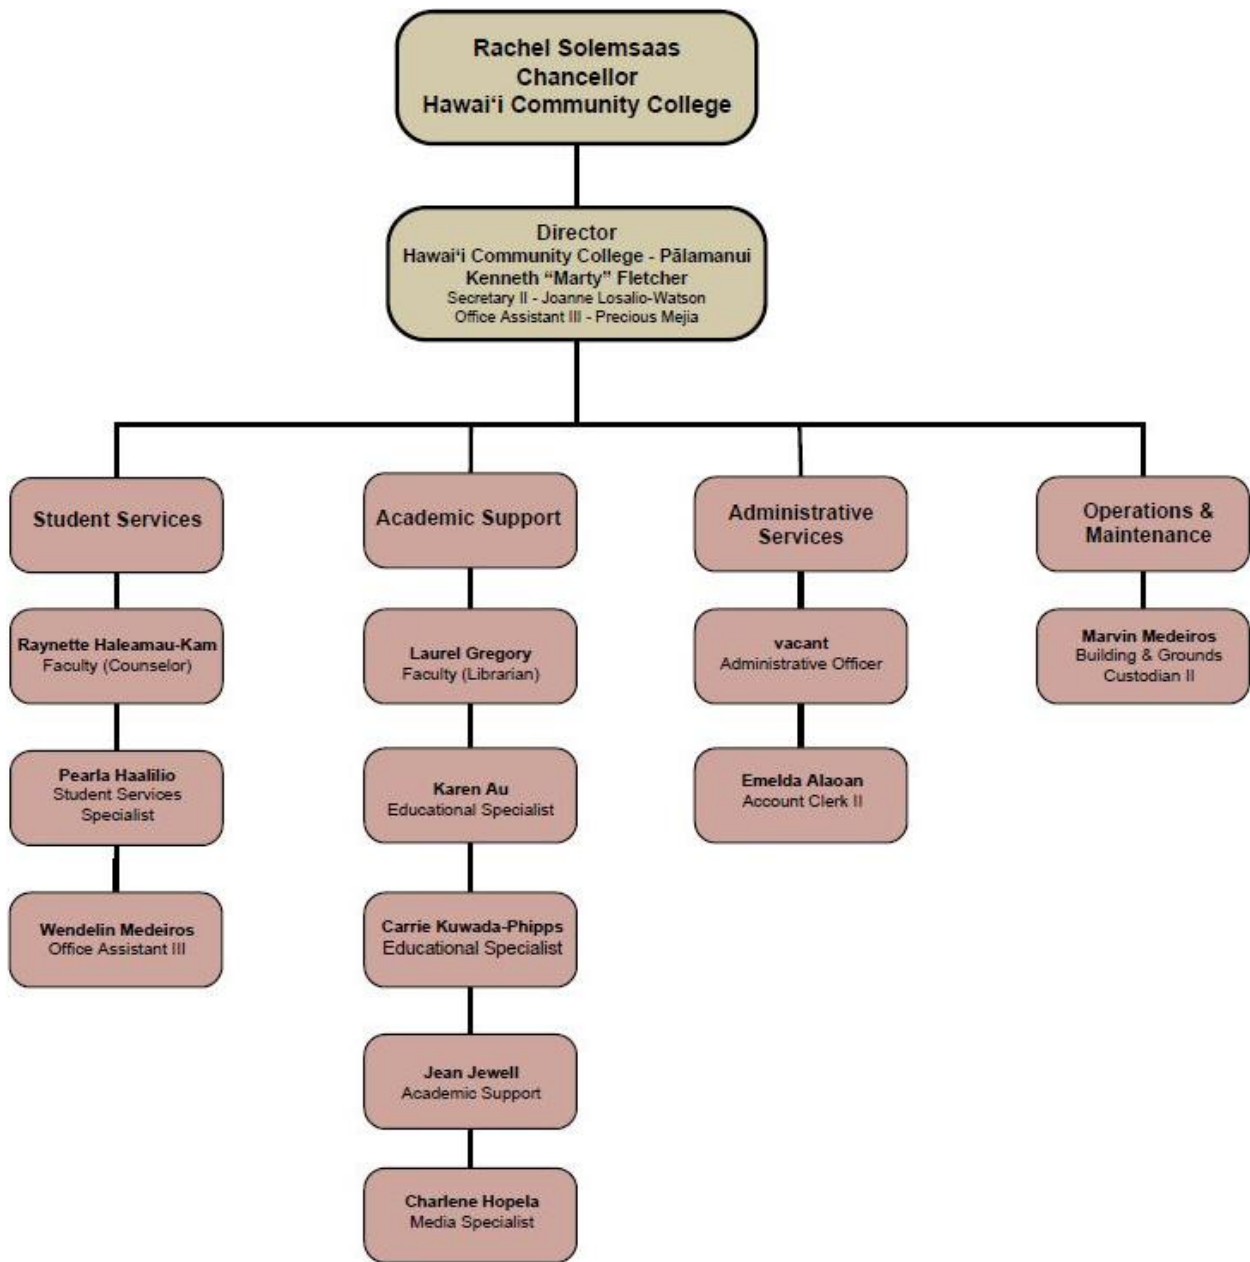 Rachel Solemsaas
Chancellor
Hawaiʻi Community College
Director
Hawaiʻi Community College - Pālamanui
Kenneth “Marty” Fletcher
Secretary II - Joanne Losalio-Watson
Office Assistant III - Precious Mejia
Student Services
Raynette Haleamau-Kam
Faculty (Counselor)
Pearla Haalilio
Student Services
Specialist
Wendelin Medeiros
Office Assistant III
Academic Support
Laurel Gregory
Faculty (Librarian)
Karen Au
Educational Specialist
Carrie Kuwada-Phipps
Educational Specialist
Jean Jewell
Academic Support
Charlene Hopela
Media Specialist
Administrative
Services
vacant
Administrative Officer
Emelda Alaoan
Account Clerk II
Operations &
Maintenance
Marvin Medeiros
Building & Grounds
Custodian II